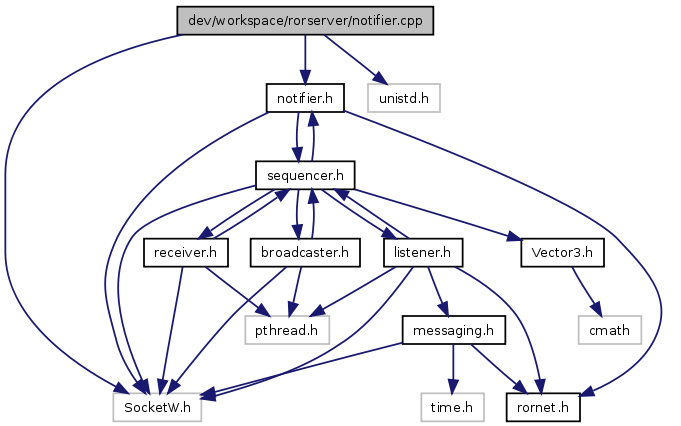 dev/workspace/rorserver/notifier.cpp
notifier.h
unistd.h
sequencer.h
receiver.h
broadcaster.h
listener.h
Vector3.h
pthread.h
messaging.h
cmath
SocketW.h
time.h
rornet.h